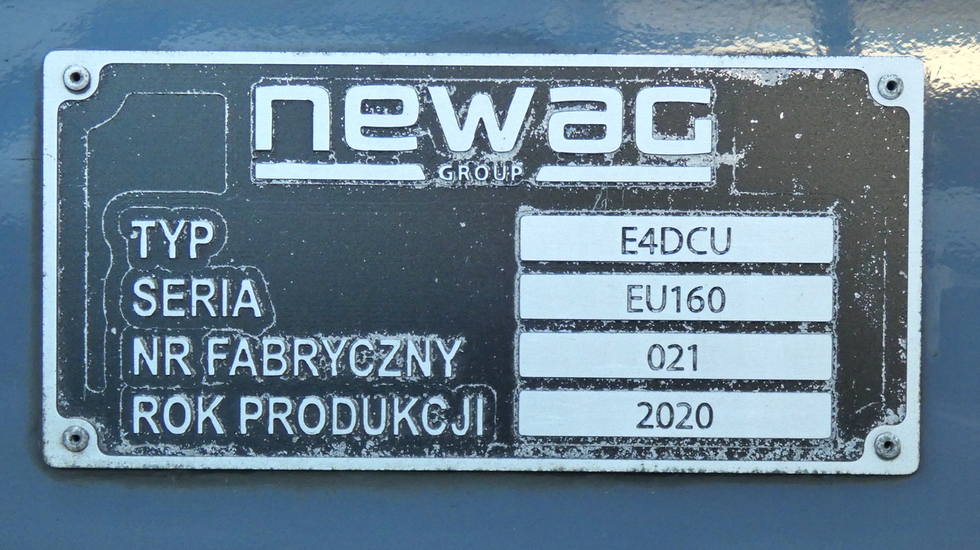 newag
GROUP
TYP E4DCU
SERIA EU160
NR FABRYCZNY 021
ROK PRODUKCJI 2020